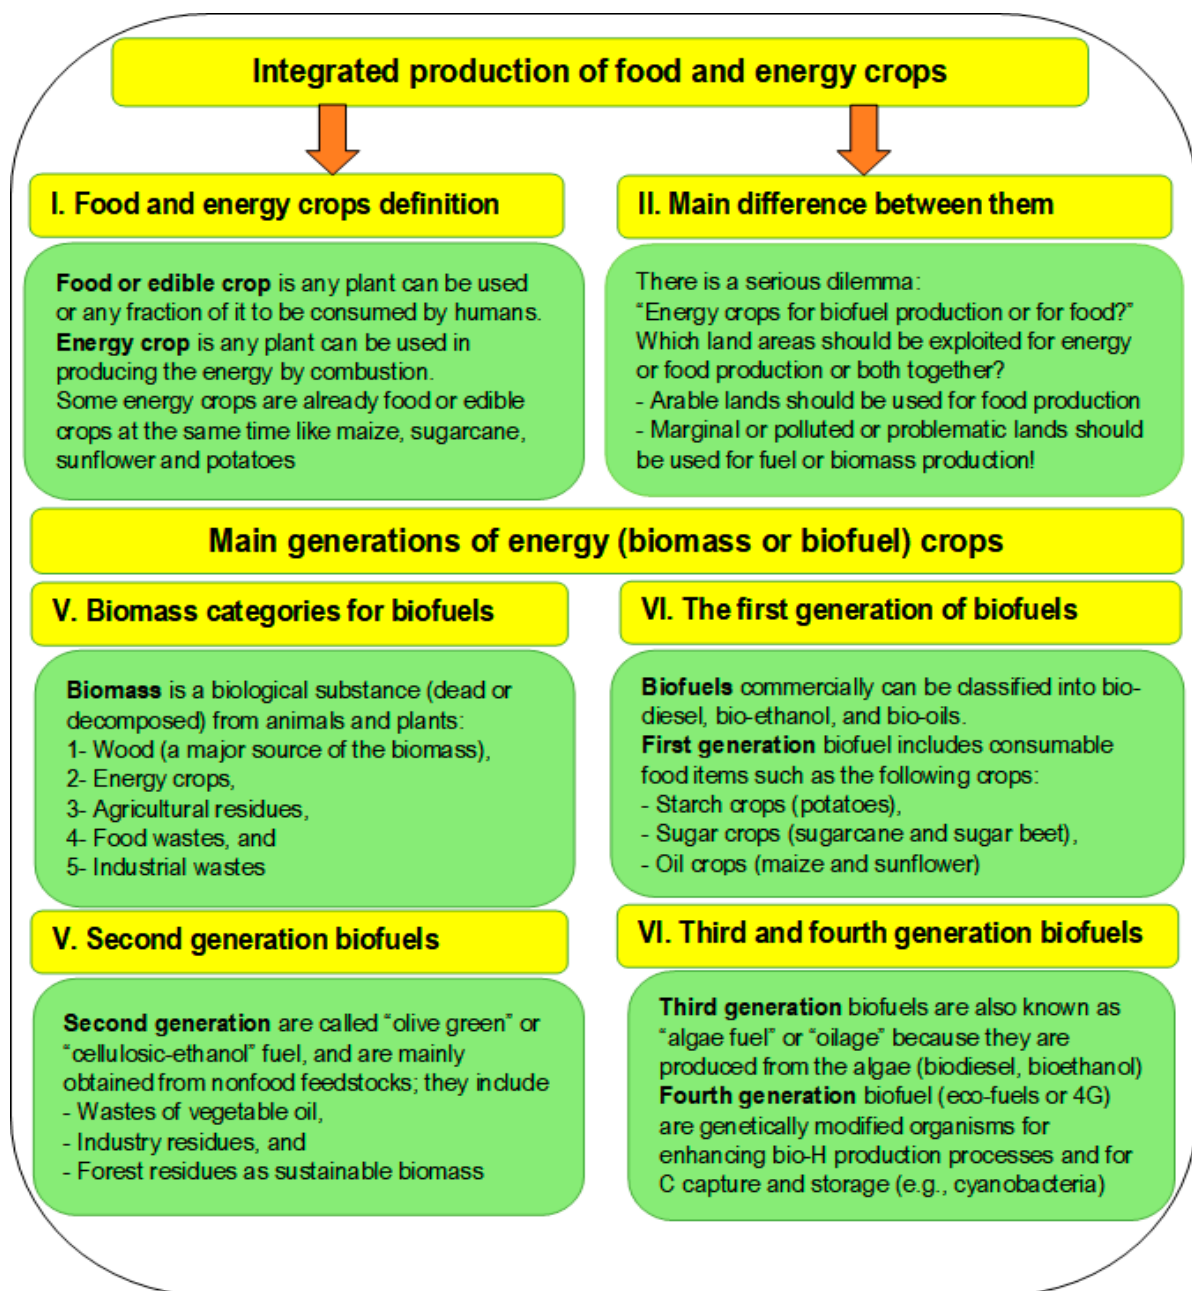 Integrated production of food and energy crops
I. Food and energy crops definition
Food or edible crop is any plant can be used
or any fraction of it to be consumed by humans.
Energy crop is any plant can be used in
producing the energy by combustion.
Some energy crops are already food or edible
crops at the same time like maize, sugarcane,
sunflower and potatoes
II. Main difference between them
There is a serious dilemma:
“Energy crops for biofuel production or for food?”
Which land areas should be exploited for energy
or food production or both together?
- Arable lands should be used for food production
- Marginal or polluted or problematic lands should
be used for fuel or biomass production!
Main generations of energy (biomass or biofuel) crops
V. Biomass categories for biofuels
Biomass is a biological substance (dead or
decomposed) from animals and plants:
1- Wood (a major source of the biomass),
2- Energy crops,
3- Agricultural residues,
4- Food wastes, and
5- Industrial wastes
VI. The first generation of biofuels
Biofuels commercially can be classified into bio-
diesel, bio-ethanol, and bio-oils.
First generation biofuel includes consumable
food items such as the following crops:
- Starch crops (potatoes),
- Sugar crops (sugarcane and sugar beet),
- Oil crops (maize and sunflower)
V. Second generation biofuels
Second generation are called “olive green” or
“cellulosic-ethanol” fuel, and are mainly
obtained from nonfood feedstocks; they include
- Wastes of vegetable oil,
- Industry residues, and
- Forest residues as sustainable biomass
VI. Third and fourth generation biofuels
Third generation biofuels are also known as
“algae fuel” or “oilage” because they are
produced from the algae (biodiesel, bioethanol)
Fourth generation biofuel (eco-fuels or 4G)
are genetically modified organisms for
enhancing bio-H production processes and for
C capture and storage (e.g., cyanobacteria)